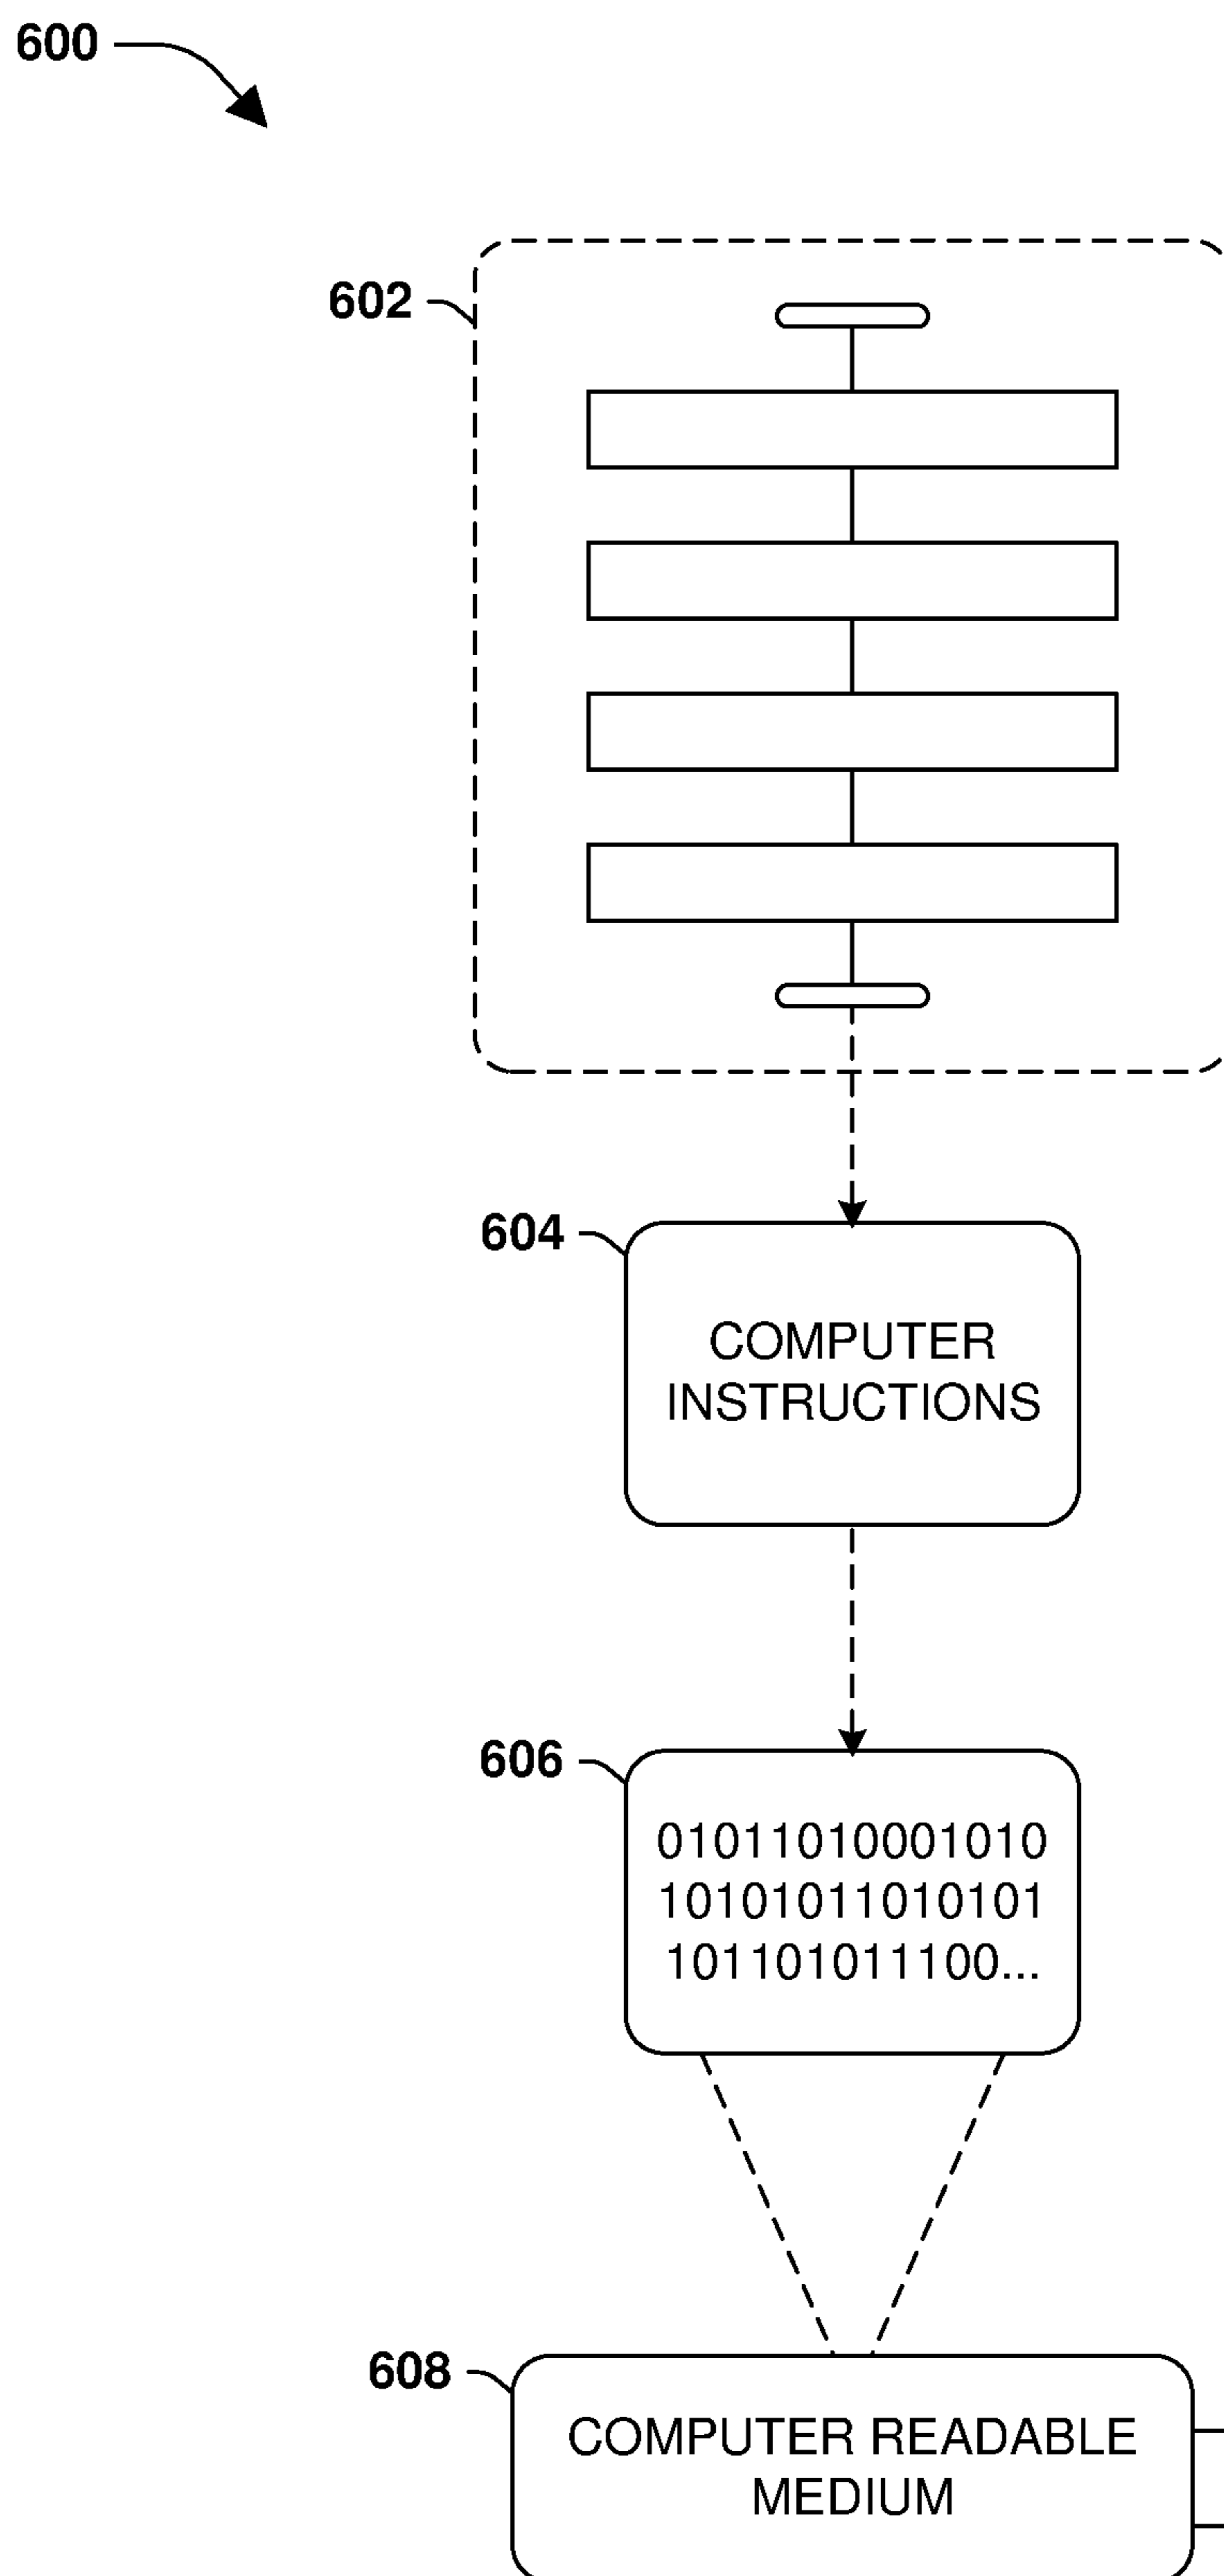 600
602
604
COMPUTER
INSTRUCTIONS
606
01011010001010
10101011010101
101101011100...
608
COMPUTER READABLE
MEDIUM